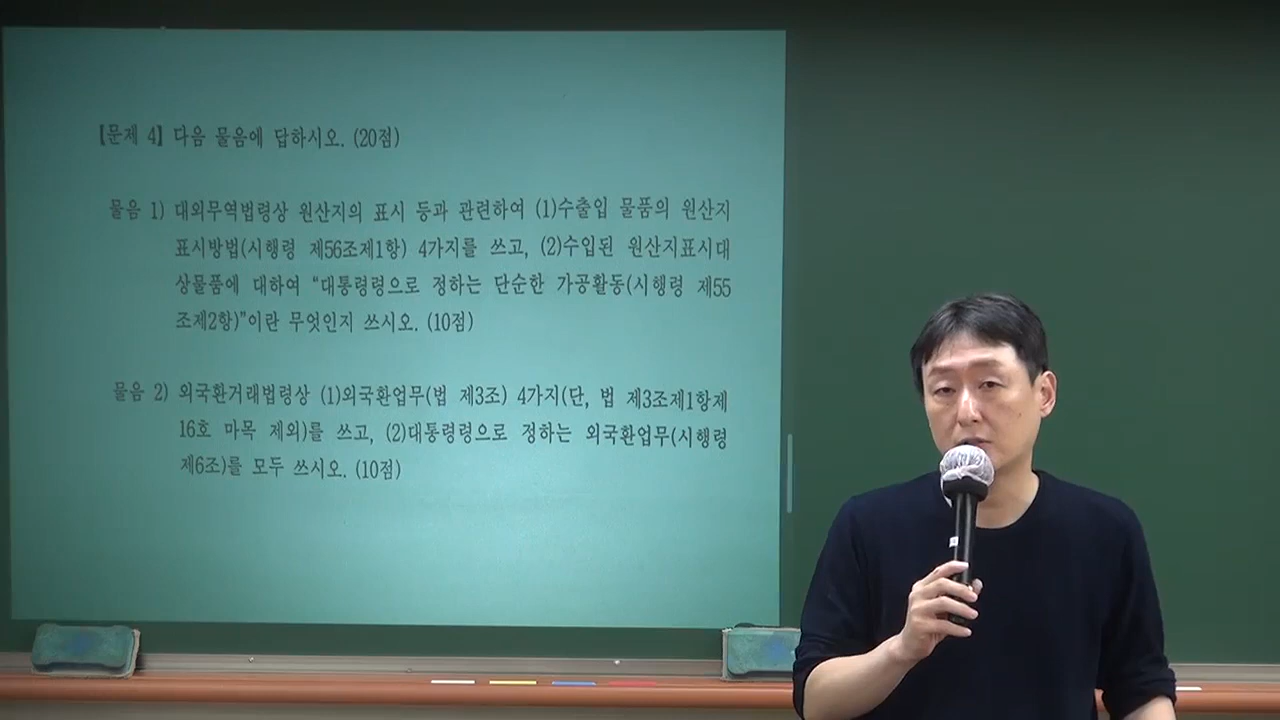 【문제 4】 다음 물음에 답하시오. (20점)
물음 1) 대외무역법령상 원산지의 표시 등과 관련하여 (1)수출입 물품의 원산지
표시방법(시행령 제56조제1항) 4가지를 쓰고, (2)수입된 원산지표시대
상물품에 대하여 “대통령령으로 정하는 단순한 가공활동(시행령 제55
조제2항)”이란 무엇인지 쓰시오. (10점)
물음 2) 외국환거래법령상 (1)외국환업무(법 제3조) 4가지(단, 법 제3조제1항제
16호 마목 제외)를 쓰고, (2)대통령령으로 정하는 외국환업무(시행령
제6조)를 모두 쓰시오. (10점)